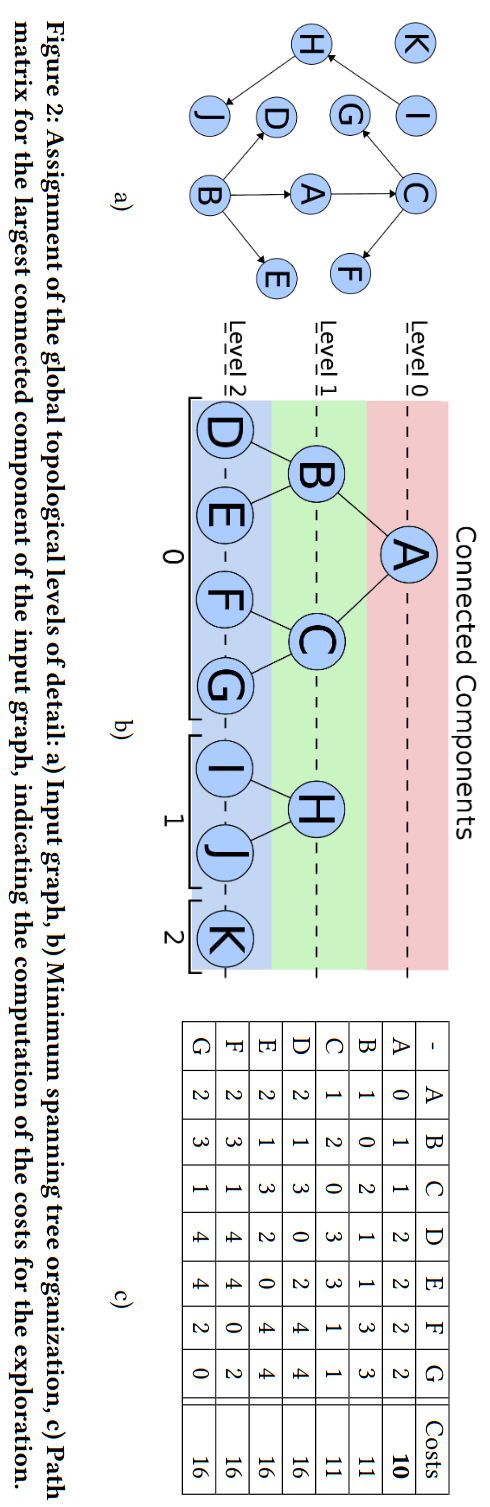 K
I
C
H
G
A
F
J
D
B
E
a)
Connected Components
Level 0
A
Level 1
B
C
H
Level 2
D
E
F
G
I
J
K
0
1
2
b)
- A B C D E F G Costs
A 0 1 1 2 2 2 2 10
B 1 0 2 1 1 3 3 11
C 1 2 0 3 3 1 1 11
D 2 1 3 0 2 4 4 16
E 2 1 3 2 0 4 4 16
F 2 3 1 4 4 0 2 16
G 2 3 1 4 4 2 0 16
c)
Figure 2: Assignment of the global topological levels of detail: a) Input graph, b) Minimum spanning tree organization, c) Path
matrix for the largest connected component of the input graph, indicating the computation of the costs for the exploration.